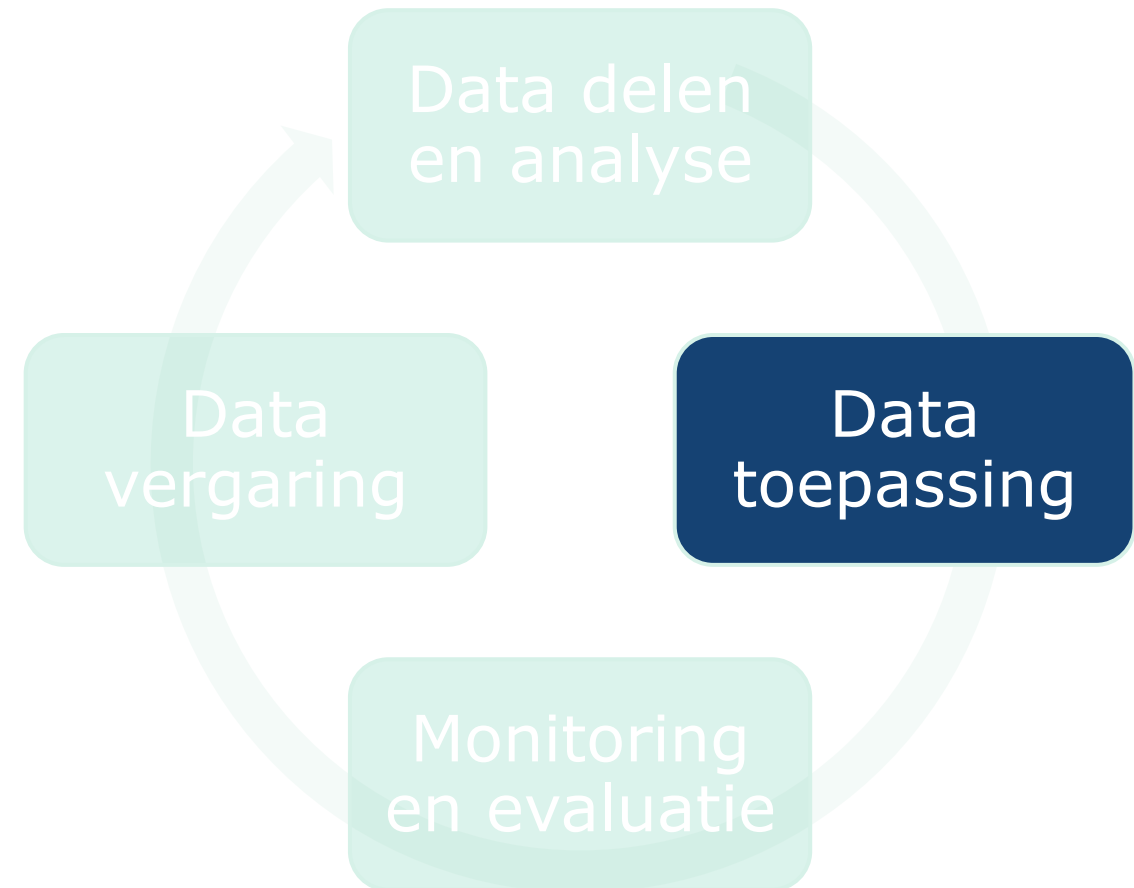 Data delen
en analyse
Data
vergaring
Data
toepassing
Monitoring
en evaluatie